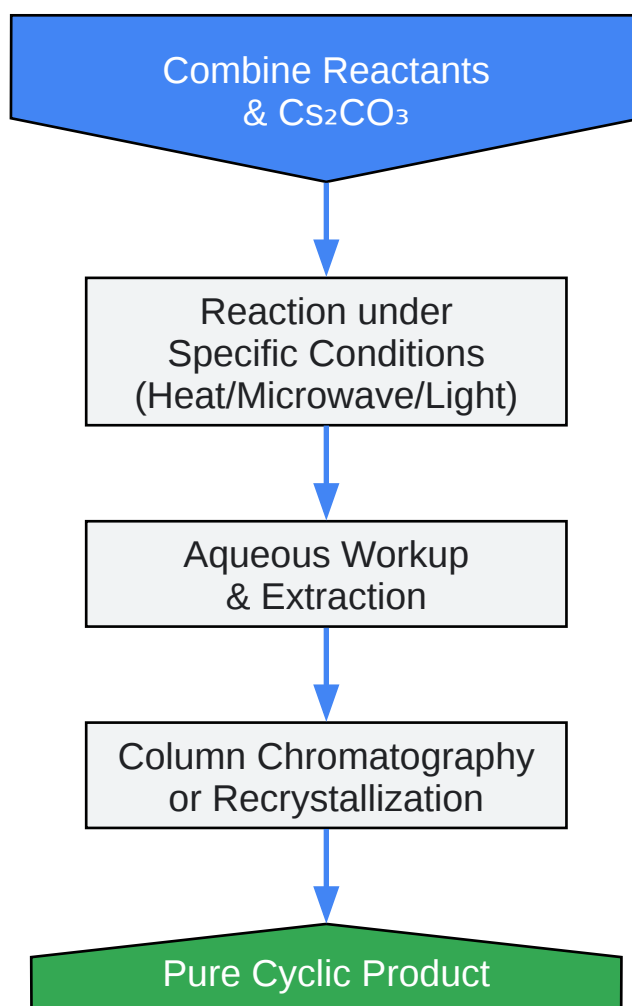 Combine Reactants
& Cs₂CO₃
Reaction under
Specific Conditions
(Heat/Microwave/Light)
Aqueous Workup
& Extraction
Column Chromatography
or Recrystallization
Pure Cyclic Product